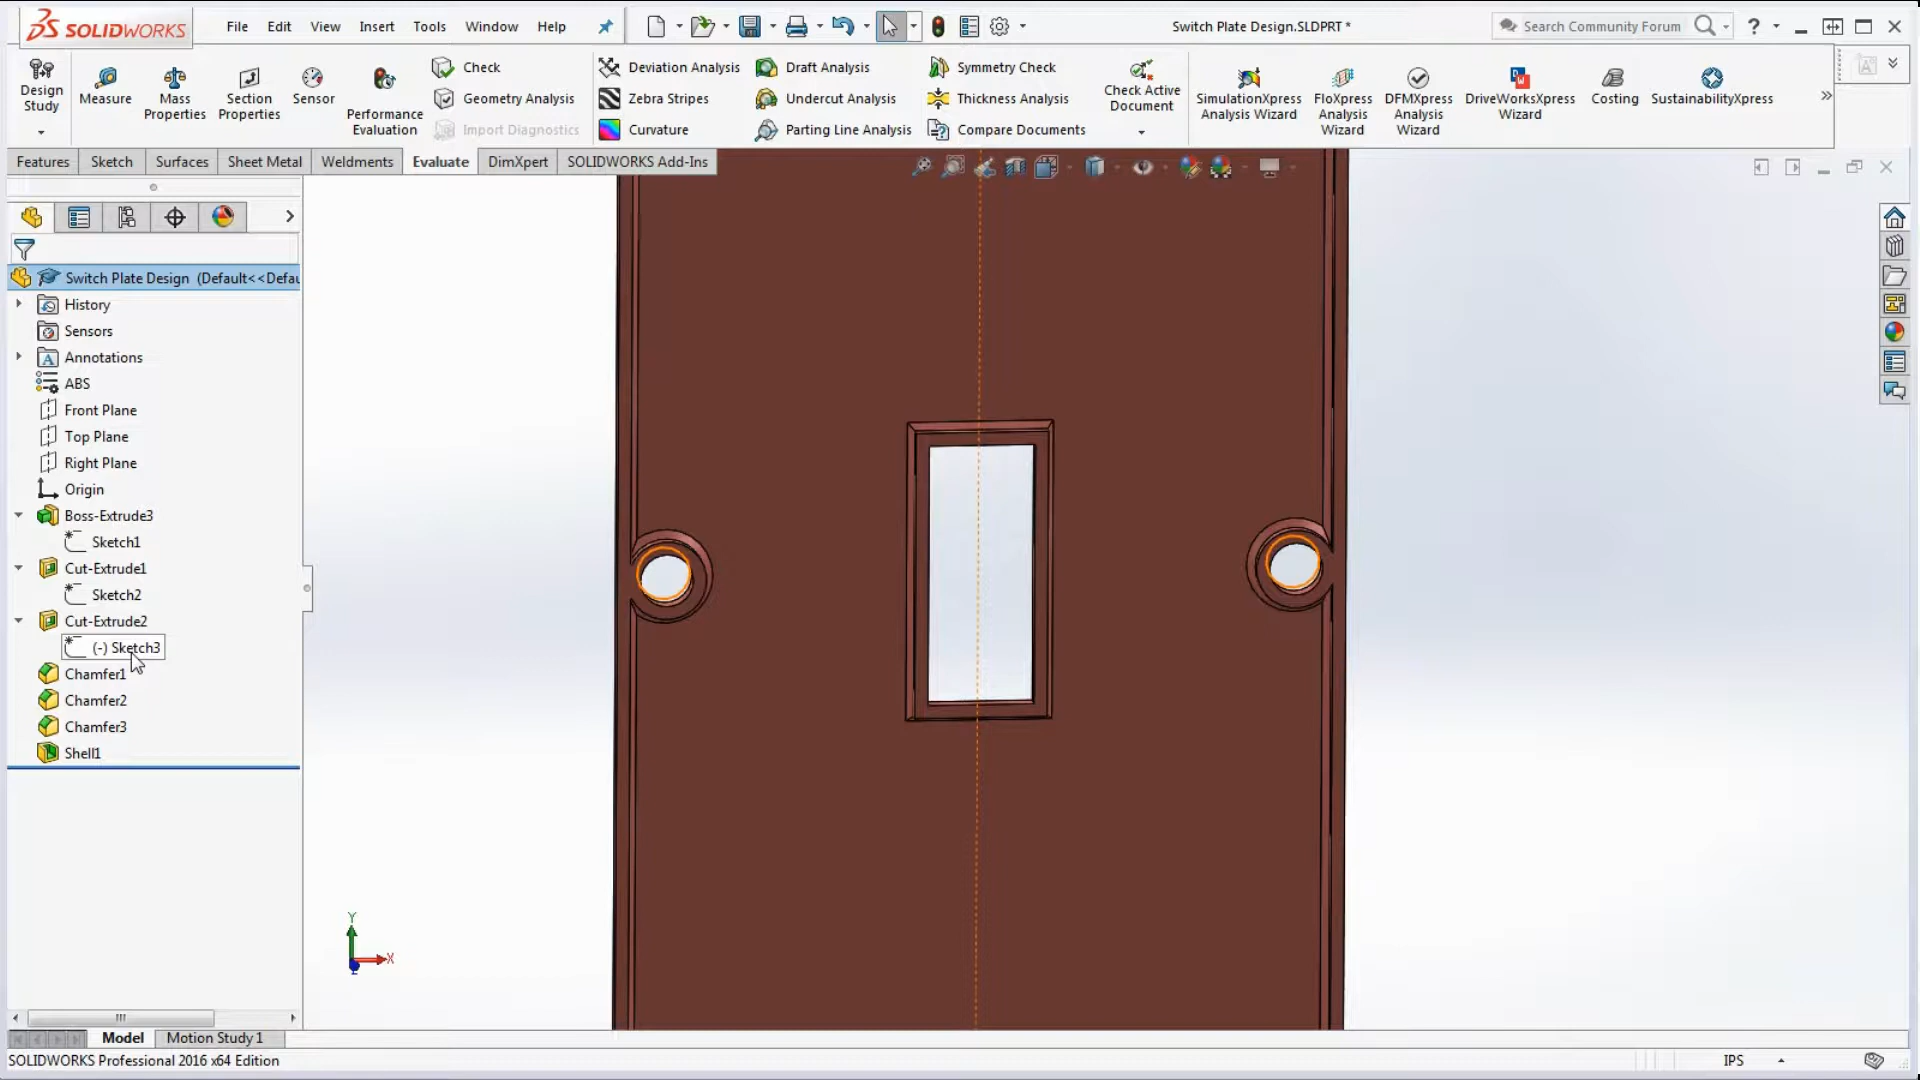 SOLIDWORKS
File Edit View Insert Tools Window Help
Switch Plate Design.SLDPRT *
Search Community Forum
?
Design Study
Measure
Mass Properties
Section Properties
Sensor
Performance Evaluation
Check
Geometry Analysis
Import Diagnostics
Deviation Analysis
Zebra Stripes
Curvature
Draft Analysis
Undercut Analysis
Parting Line Analysis
Symmetry Check
Thickness Analysis
Compare Documents
Check Active Document
SimulationXpress Analysis Wizard
FloXpress Analysis Wizard
DFMXpress Analysis Wizard
DriveWorksXpress Wizard
Costing
SustainabilityXpress
Features Sketch Surfaces Sheet Metal Weldments Evaluate DimXpert SOLIDWORKS Add-Ins
Switch Plate Design (Default<<Defau
History
Sensors
A Annotations
ABS
Front Plane
Top Plane
Right Plane
Origin
Boss-Extrude3
Sketch1
Cut-Extrude1
Sketch2
Cut-Extrude2
(-) Sketch3
Chamfer1
Chamfer2
Chamfer3
Shell1
Y
X
Z
Model Motion Study 1
SOLIDWORKS Professional 2016 x64 Edition
IPS